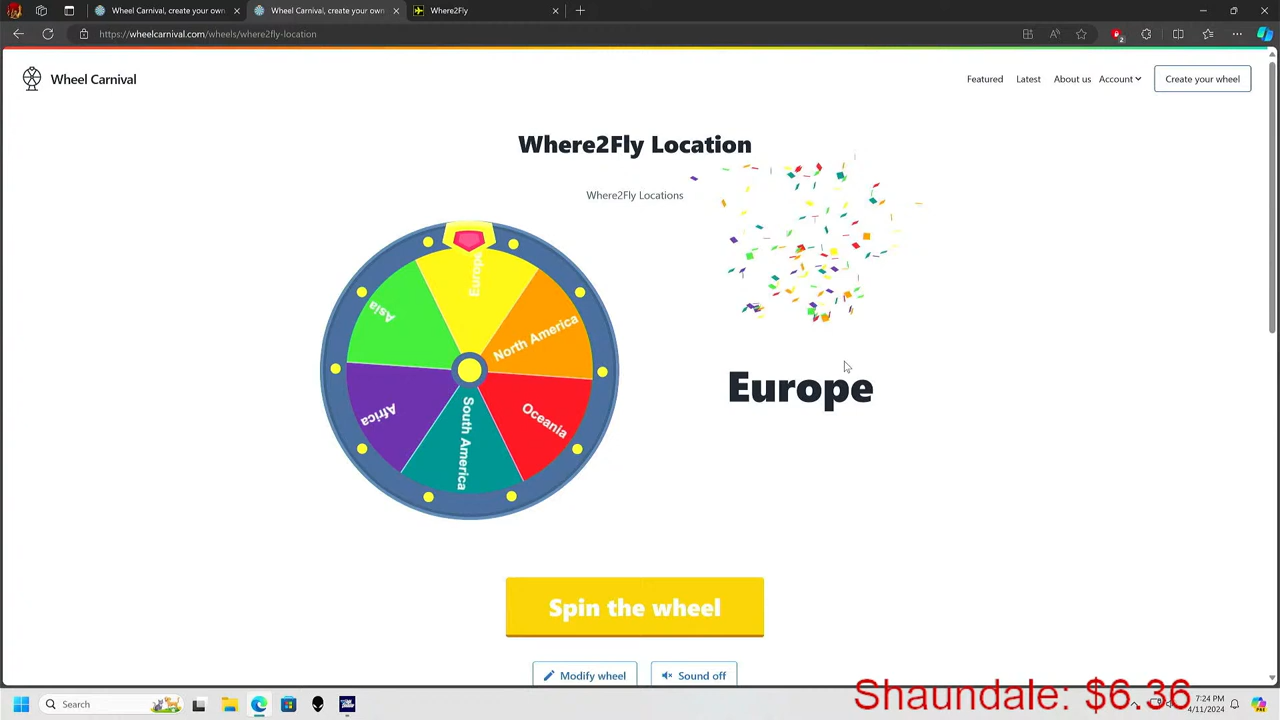 Wheel Carnival, create your own
Wheel Carnival, create your own
Where2Fly
https://wheelcarnival.com/wheels/where2fly-location
2
Wheel Carnival
Featured
Latest
About us
Account
Create your wheel
Where2Fly Location
Where2Fly Locations
Europe
North America
Oceania
South America
Africa
Asia
Europe
Spin the wheel
Modify wheel
Sound off
Search
Shaundale: $6.36
7:24 PM
4/11/2024